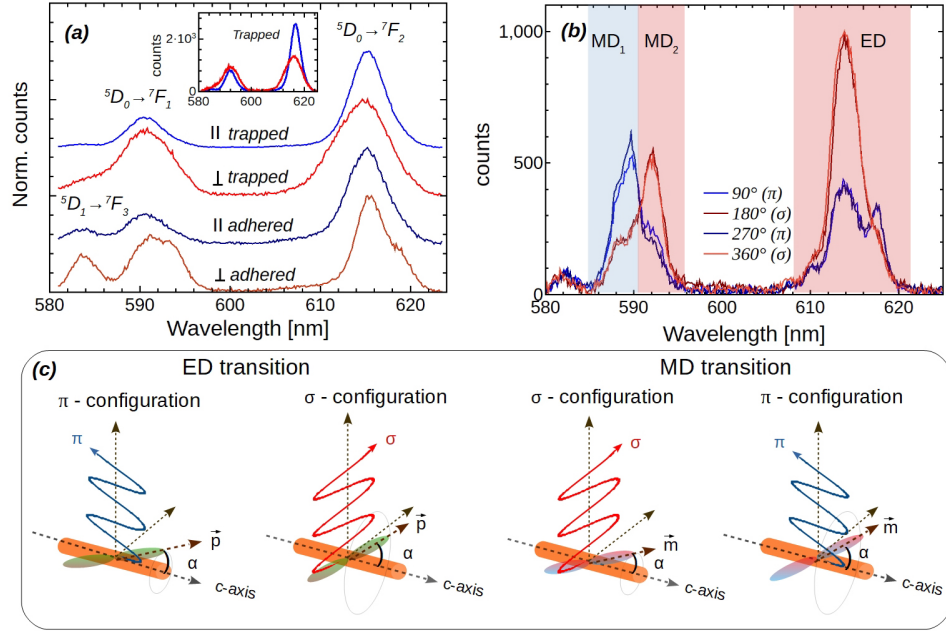 (a)
counts
2·10³
0
Trapped
580
600
620
⁵D₀→⁷F₂
⁵D₀→⁷F₁
|| trapped
⊥ trapped
⁵D₁→⁷F₃
|| adhered
⊥ adhered
Norm. counts
580
590
600
610
620
Wavelength [nm]
(b)
MD₁
MD₂
ED
counts
1,000
500
0
90° (π)
180° (σ)
270° (π)
360° (σ)
580
590
600
610
620
Wavelength [nm]
(c)
ED transition
MD transition
π - configuration
σ - configuration
σ - configuration
π - configuration
π
p⃗
α
c-axis
σ
p⃗
α
c-axis
σ
m⃗
α
c-axis
π
m⃗
α
c-axis